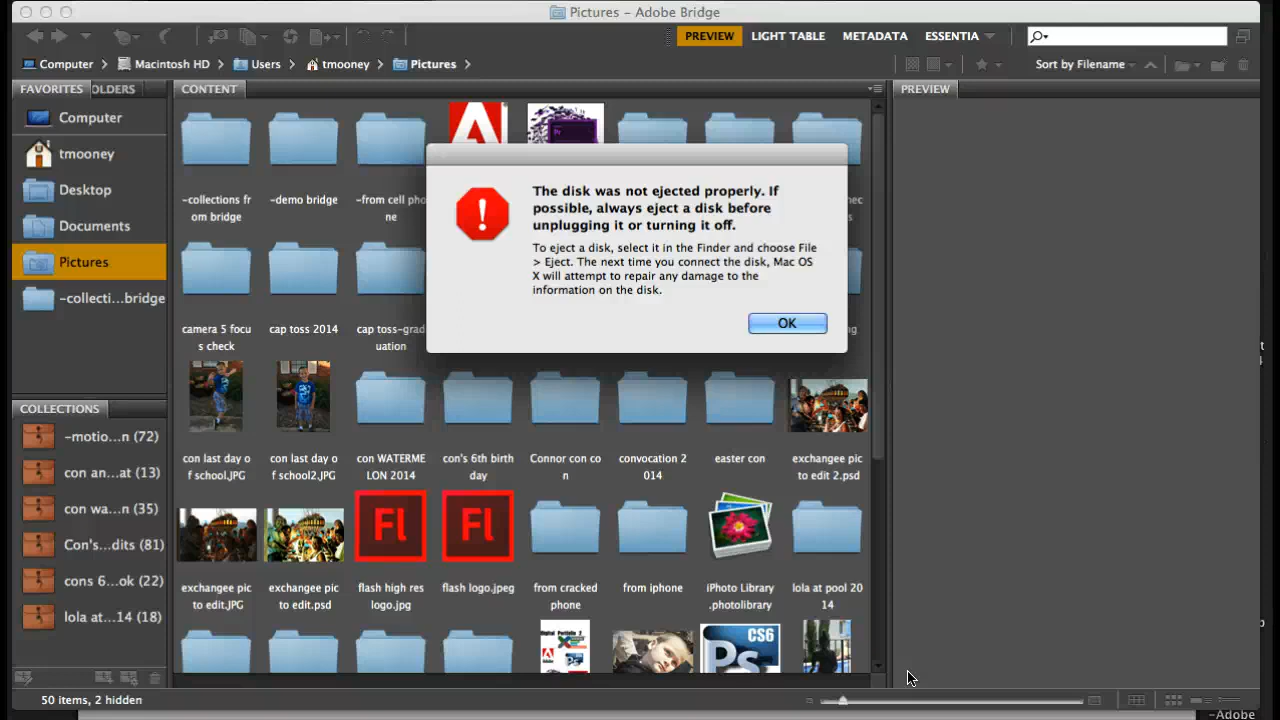 Pictures – Adobe Bridge
PREVIEW LIGHT TABLE METADATA ESSENTIA
Computer Macintosh HD Users tmooney Pictures
Sort by Filename
FAVORITES OLDERS CONTENT PREVIEW
Computer
tmooney
Desktop
Documents
Pictures
-collecti...bridge
COLLECTIONS
-motio...n (72)
con an...at (13)
con wa...n (35)
Con's...dits (81)
cons 6...ok (22)
lola at...14 (18)
-collections fr
om bridge
-demo bridge
-from cell ph
ne
The disk was not ejected properly. If
possible, always eject a disk before
unplugging it or turning it off.
To eject a disk, select it in the Finder and choose File
> Eject. The next time you connect the disk, Mac OS
X will attempt to repair any damage to the
information on the disk.
OK
camera 5 focu
s check
cap toss 2014
cap toss-grad
uation
con last day o
f school.JPG
con last day o
f school2.JPG
con WATERME
LON 2014
con's 6th birth
day
Connor con co
n
convocation 2
014
easter con
exchangee pic
to edit 2.psd
exchangee pic
to edit.JPG
exchangee pic
to edit.psd
Fl
flash high res
logo.jpg
Fl
flash logo.jpeg
from cracked
phone
from iphone
iPhoto Library
.photolibrary
lola at pool 20
14
CS6
Ps
50 items, 2 hidden
-Adobe